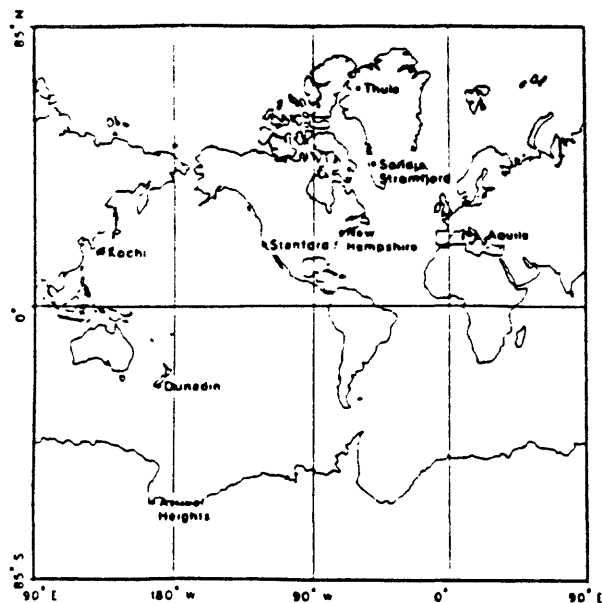 85°N
Thule
Søndre
Strømfjord
New
Hampshire
Stanford
Aquila
Kochi
0°
Dunedin
Heights
85°S
90°E
180°W
90°W
0°
90°E